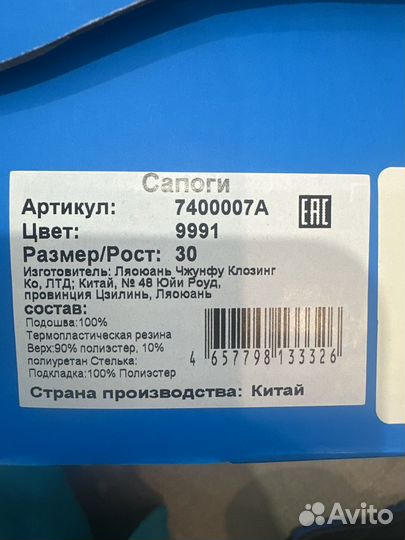 Сапоги
Артикул: 7400007А
Цвет: 9991
Размер/Рост: 30
Изготовитель: Ляоюань Чжунфу Клозинг
Ко, ЛТД; Китай, № 48 Юйи Роуд,
провинция Цзилинь, Ляоюань
состав:
Подошва:100%
Термопластическая резина
Верх:90% полиэстер, 10%
полиуретан Стелька:
Подкладка:100% Полиэстер
4 657798 133326
Страна производства: Китай
EAC
Avito